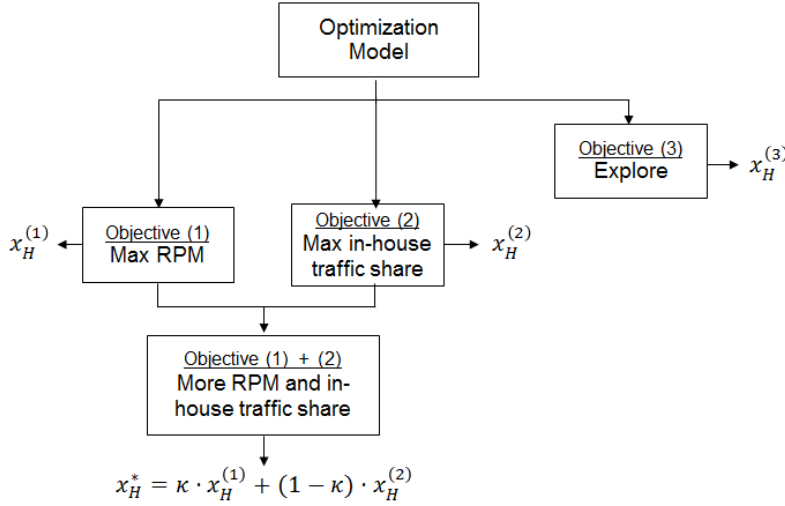 Optimization
Model
Objective (3)
Explore
x_H^{(3)}
x_H^{(1)}
Objective (1)
Max RPM
Objective (2)
Max in-house
traffic share
x_H^{(2)}
Objective (1) + (2)
More RPM and in-
house traffic share
x_H^* = κ · x_H^{(1)} + (1 − κ) · x_H^{(2)}